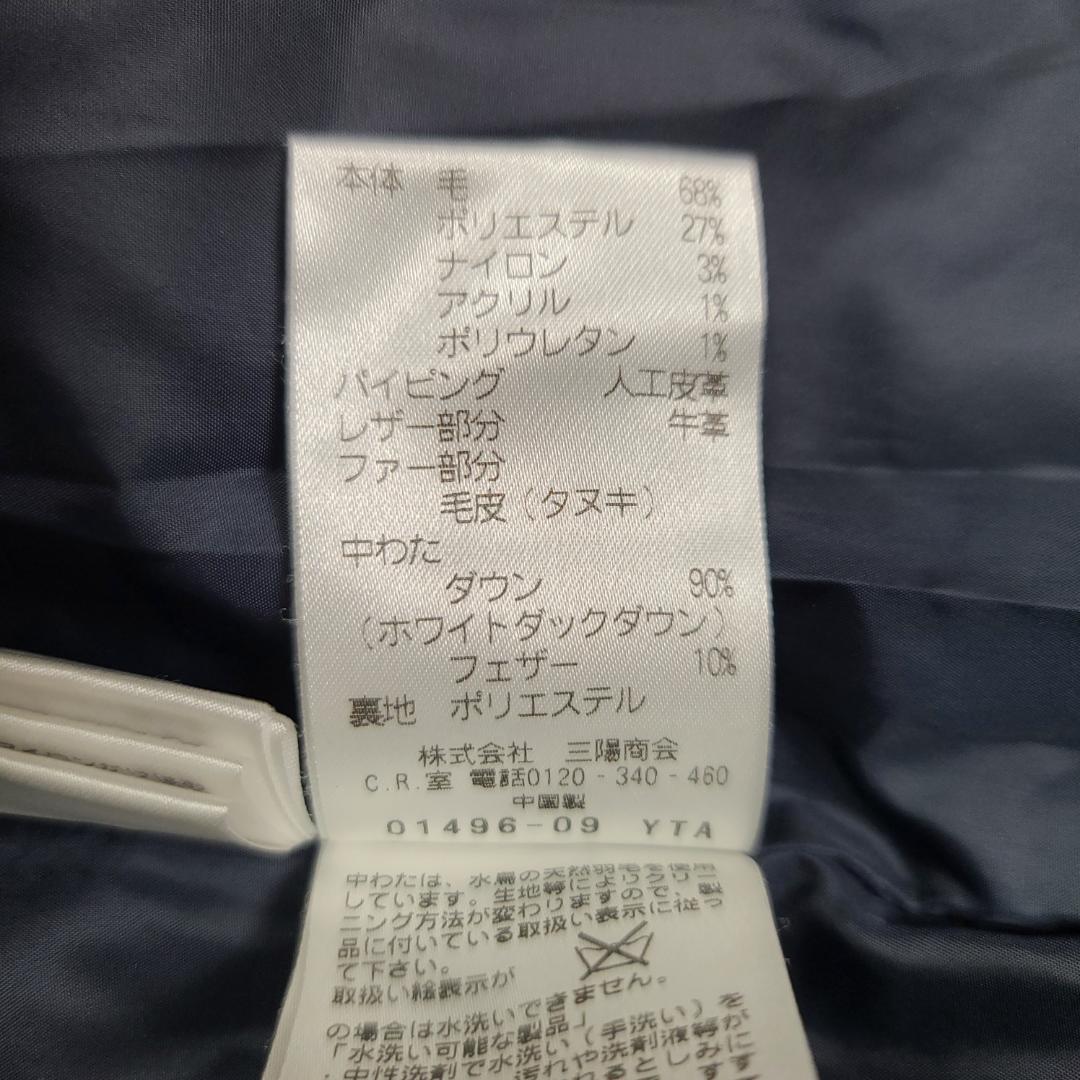 本体 毛 68%
ポリエステル 27%
ナイロン 3%
アクリル 1%
ポリウレタン 1%
パイピング 人工皮革
レザー部分 牛革
ファー部分
毛皮(タヌキ)
中わた
ダウン 90%
(ホワイトダックダウン)
フェザー 10%
裏地 ポリエステル
株式会社 三陽商会
C.R.室 電話0120-340-460
中国製
01496-09 YTA
中わたは、水鳥の天然羽毛を使用
しています。生地等によりクリー
ニング方法が変わりますので、製
品に付いている取扱い表示に従っ
て下さい。
取扱い絵表示が
の場合は水洗いできません。
「水洗い可能な製品」(手洗い)を